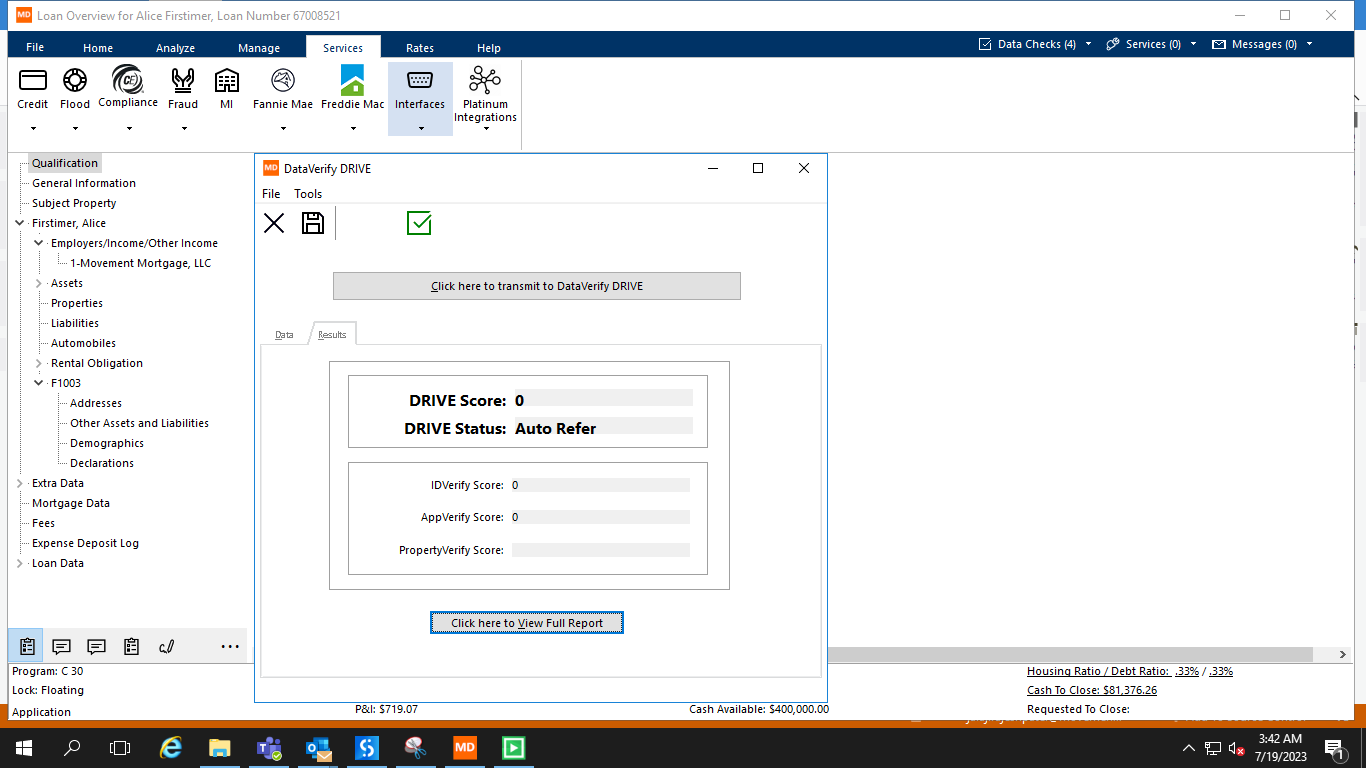 MD Loan Overview for Alice Firstimer, Loan Number 67008521
File Home Analyze Manage Services Rates Help Data Checks (4) Services (0) Messages (0)
Credit Flood Compliance Fraud MI Fannie Mae Freddie Mac Interfaces Platinum Integrations
Qualification
General Information
Subject Property
Firstimer, Alice
Employers/Income/Other Income
1-Movement Mortgage, LLC
Assets
Properties
Liabilities
Automobiles
Rental Obligation
F1003
Addresses
Other Assets and Liabilities
Demographics
Declarations
Extra Data
Mortgage Data
Fees
Expense Deposit Log
Loan Data
MD DataVerify DRIVE
File Tools
Click here to transmit to DataVerify DRIVE
Data Results
DRIVE Score: 0
DRIVE Status: Auto Refer
IDVerify Score: 0
AppVerify Score: 0
PropertyVerify Score:
Click here to View Full Report
Program: C 30
Lock: Floating
Application
P&I: $719.07
Cash Available: $400,000.00
Housing Ratio / Debt Ratio: .33% / .33%
Cash To Close: $81,376.26
Requested To Close:
MD
3:42 AM
7/19/2023
1